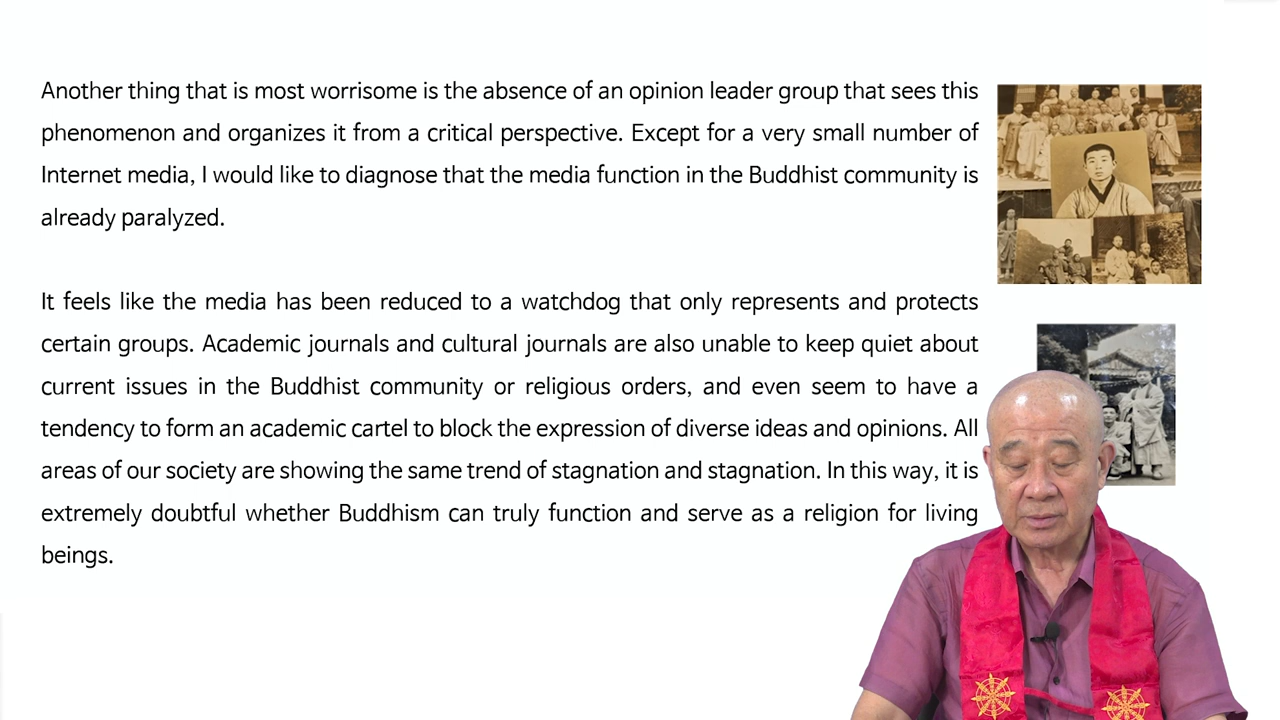 Another thing that is most worrisome is the absence of an opinion leader group that sees this
phenomenon and organizes it from a critical perspective. Except for a very small number of
Internet media, I would like to diagnose that the media function in the Buddhist community is
already paralyzed.
It feels like the media has been reduced to a watchdog that only represents and protects
certain groups. Academic journals and cultural journals are also unable to keep quiet about
current issues in the Buddhist community or religious orders, and even seem to have a
tendency to form an academic cartel to block the expression of diverse ideas and opinions. All
areas of our society are showing the same trend of stagnation and stagnation. In this way, it is
extremely doubtful whether Buddhism can truly function and serve as a religion for living
beings.